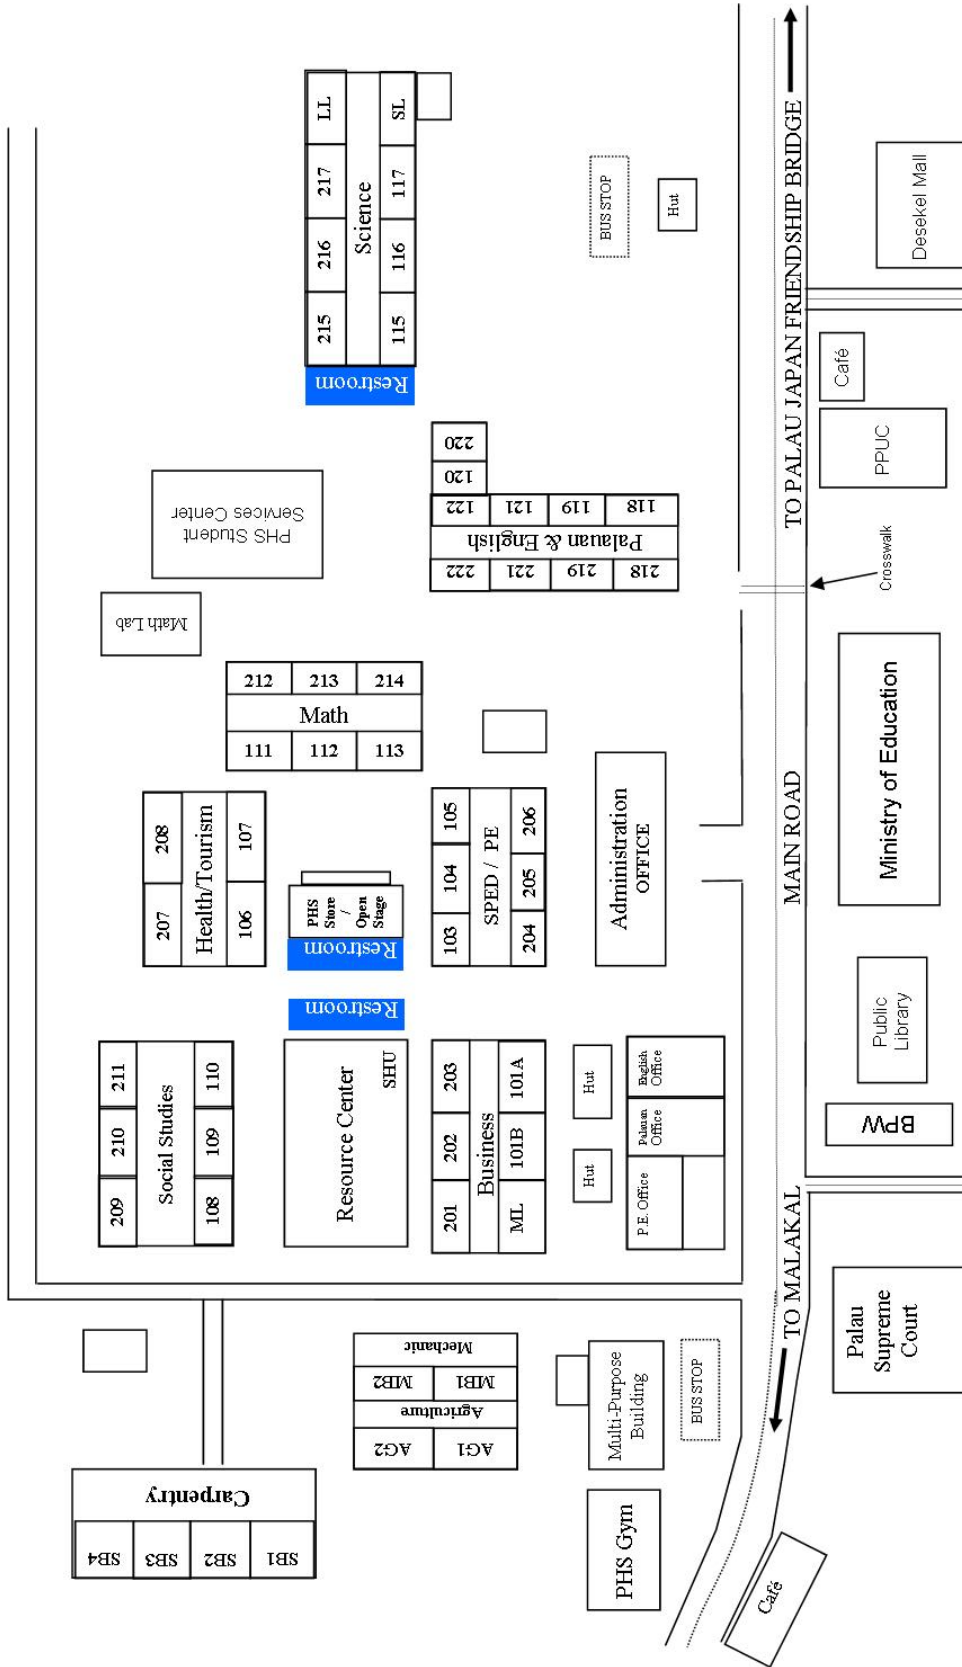 SB4
SB3
SB2
SB1
Carpentry
AG2
AG1
Agriculture
MB2
MB1
Mechanic
PHS Gym
Multi-Purpose
Building
BUS STOP
Café
209
210
211
Social Studies
108
109
110
207
208
Health/Tourism
106
107
Math Lab
PHS Student
Services Center
Resource Center
SHU
Restroom
Restroom
PHS
Store
/
Open
Stage
111
112
113
Math
212
213
214
215
216
217
LL
Science
115
116
117
SL
Restroom
201
202
203
Business
ML
101B
101A
103
104
105
SPED / PE
204
205
206
222
221
219
218
Palauan & English
122
121
119
118
120
220
Hut
Hut
P.E. Office
Palauan
Office
English
Office
Administration
OFFICE
BUS STOP
Hut
TO MALAKAL
MAIN ROAD
TO PALAU JAPAN FRIENDSHIP BRIDGE
Palau
Supreme
Court
BPW
Public
Library
Ministry of Education
Crosswalk
PPUC
Café
Desekel Mall